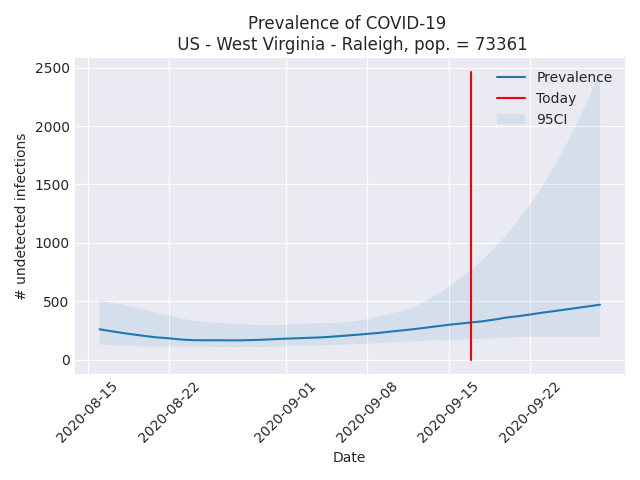 Prevalence of COVID-19
US - West Virginia - Raleigh, pop. = 73361
# undetected infections
2500
2000
1500
1000
500
0
Prevalence
Today
95CI
2020-08-15
2020-08-22
2020-09-01
2020-09-08
2020-09-15
2020-09-22
Date